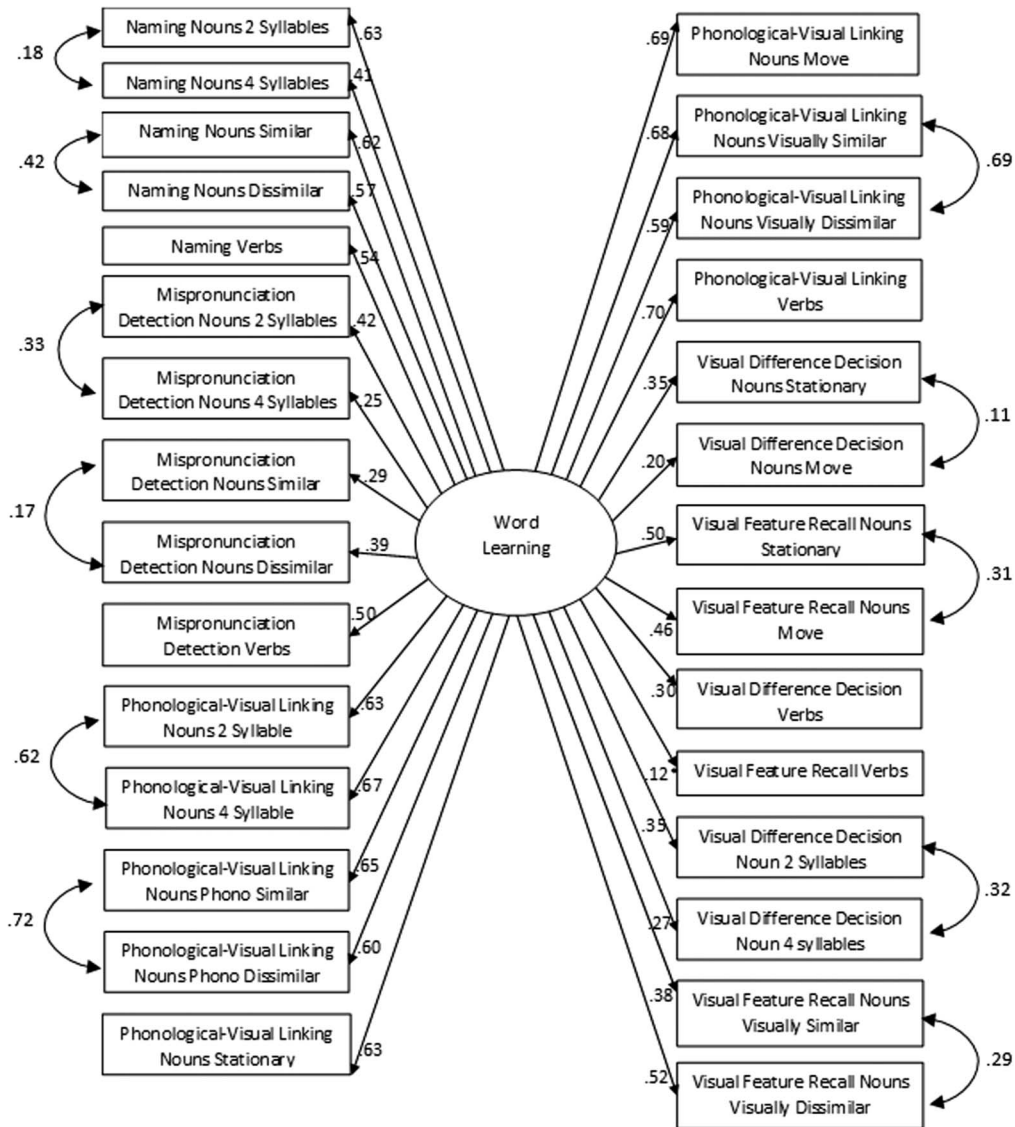 Naming Nouns 2 Syllables
.63
.18
Naming Nouns 4 Syllables
.41
Naming Nouns Similar
.62
.42
Naming Nouns Dissimilar
.57
Naming Verbs
.54
Mispronunciation
Detection Nouns 2 Syllables
.42
.33
Mispronunciation
Detection Nouns 4 Syllables
.25
Mispronunciation
Detection Nouns Similar
.29
.17
Mispronunciation
Detection Nouns Dissimilar
.39
Mispronunciation
Detection Verbs
.50
Phonological-Visual Linking
Nouns 2 Syllable
.63
.62
Phonological-Visual Linking
Nouns 4 Syllable
.67
Phonological-Visual Linking
Nouns Phono Similar
.65
.72
Phonological-Visual Linking
Nouns Phono Dissimilar
.60
Phonological-Visual Linking
Nouns Stationary
.63
Word
Learning
.69
Phonological-Visual Linking
Nouns Move
.68
Phonological-Visual Linking
Nouns Visually Similar
.69
.59
Phonological-Visual Linking
Nouns Visually Dissimilar
.70
Phonological-Visual Linking
Verbs
.35
Visual Difference Decision
Nouns Stationary
.11
.20
Visual Difference Decision
Nouns Move
.50
Visual Feature Recall Nouns
Stationary
.31
.46
Visual Feature Recall Nouns
Move
.30
Visual Difference Decision
Verbs
.12
Visual Feature Recall Verbs
.35
Visual Difference Decision
Noun 2 Syllables
.32
.27
Visual Difference Decision
Noun 4 syllables
.38
Visual Feature Recall Nouns
Visually Similar
.29
.52
Visual Feature Recall Nouns
Visually Dissimilar